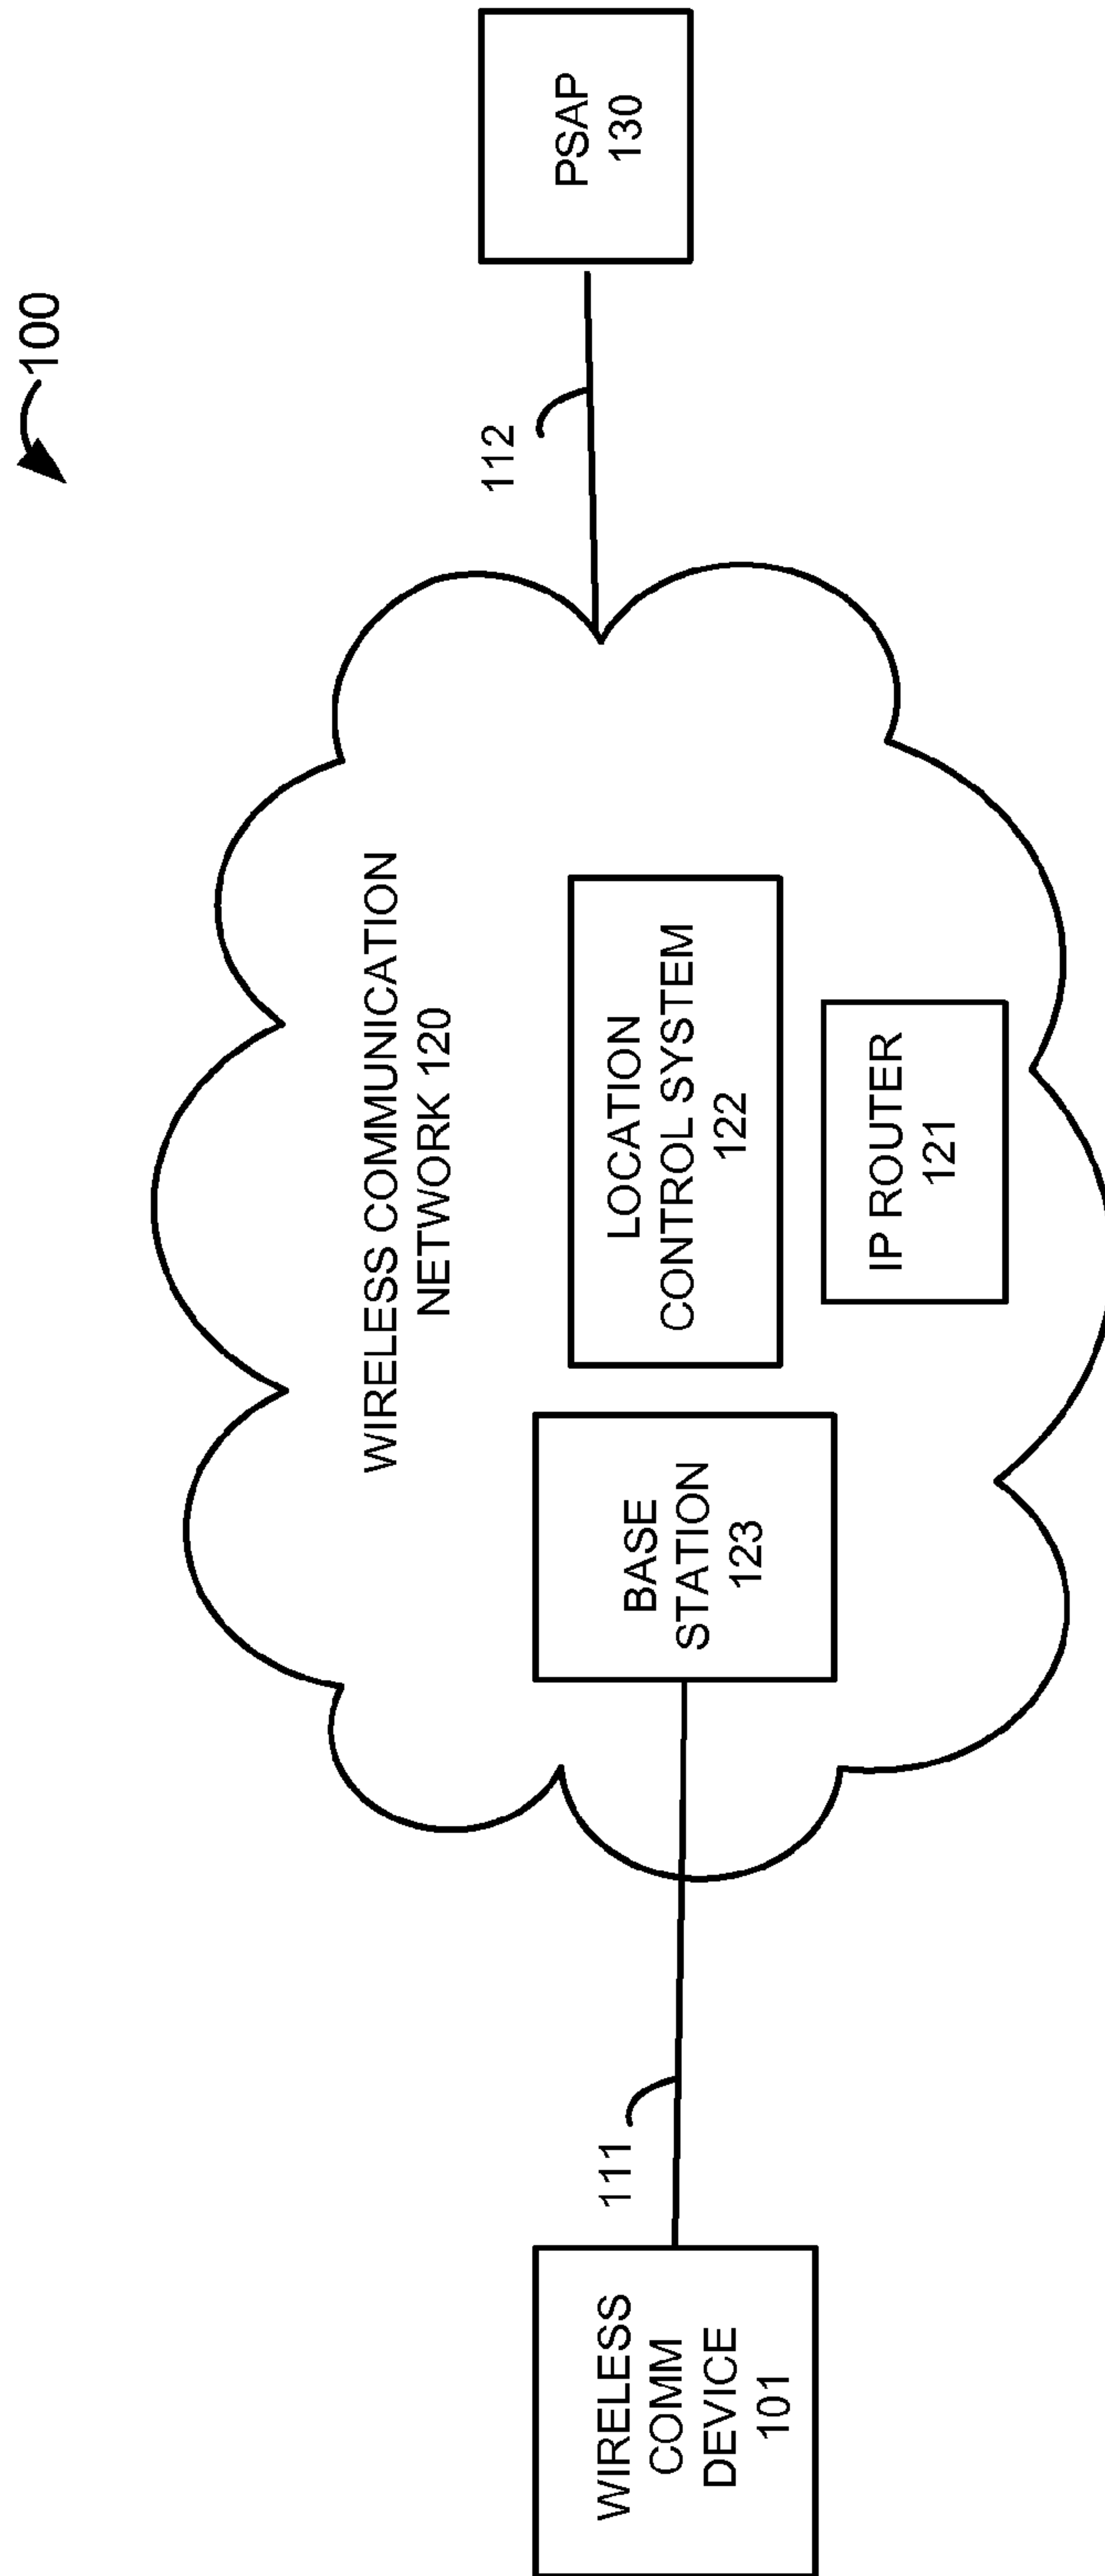 100
WIRELESS COMMUNICATION
NETWORK 120
WIRELESS
COMM
DEVICE
101
111
BASE
STATION
123
LOCATION
CONTROL SYSTEM
122
IP ROUTER
121
112
PSAP
130